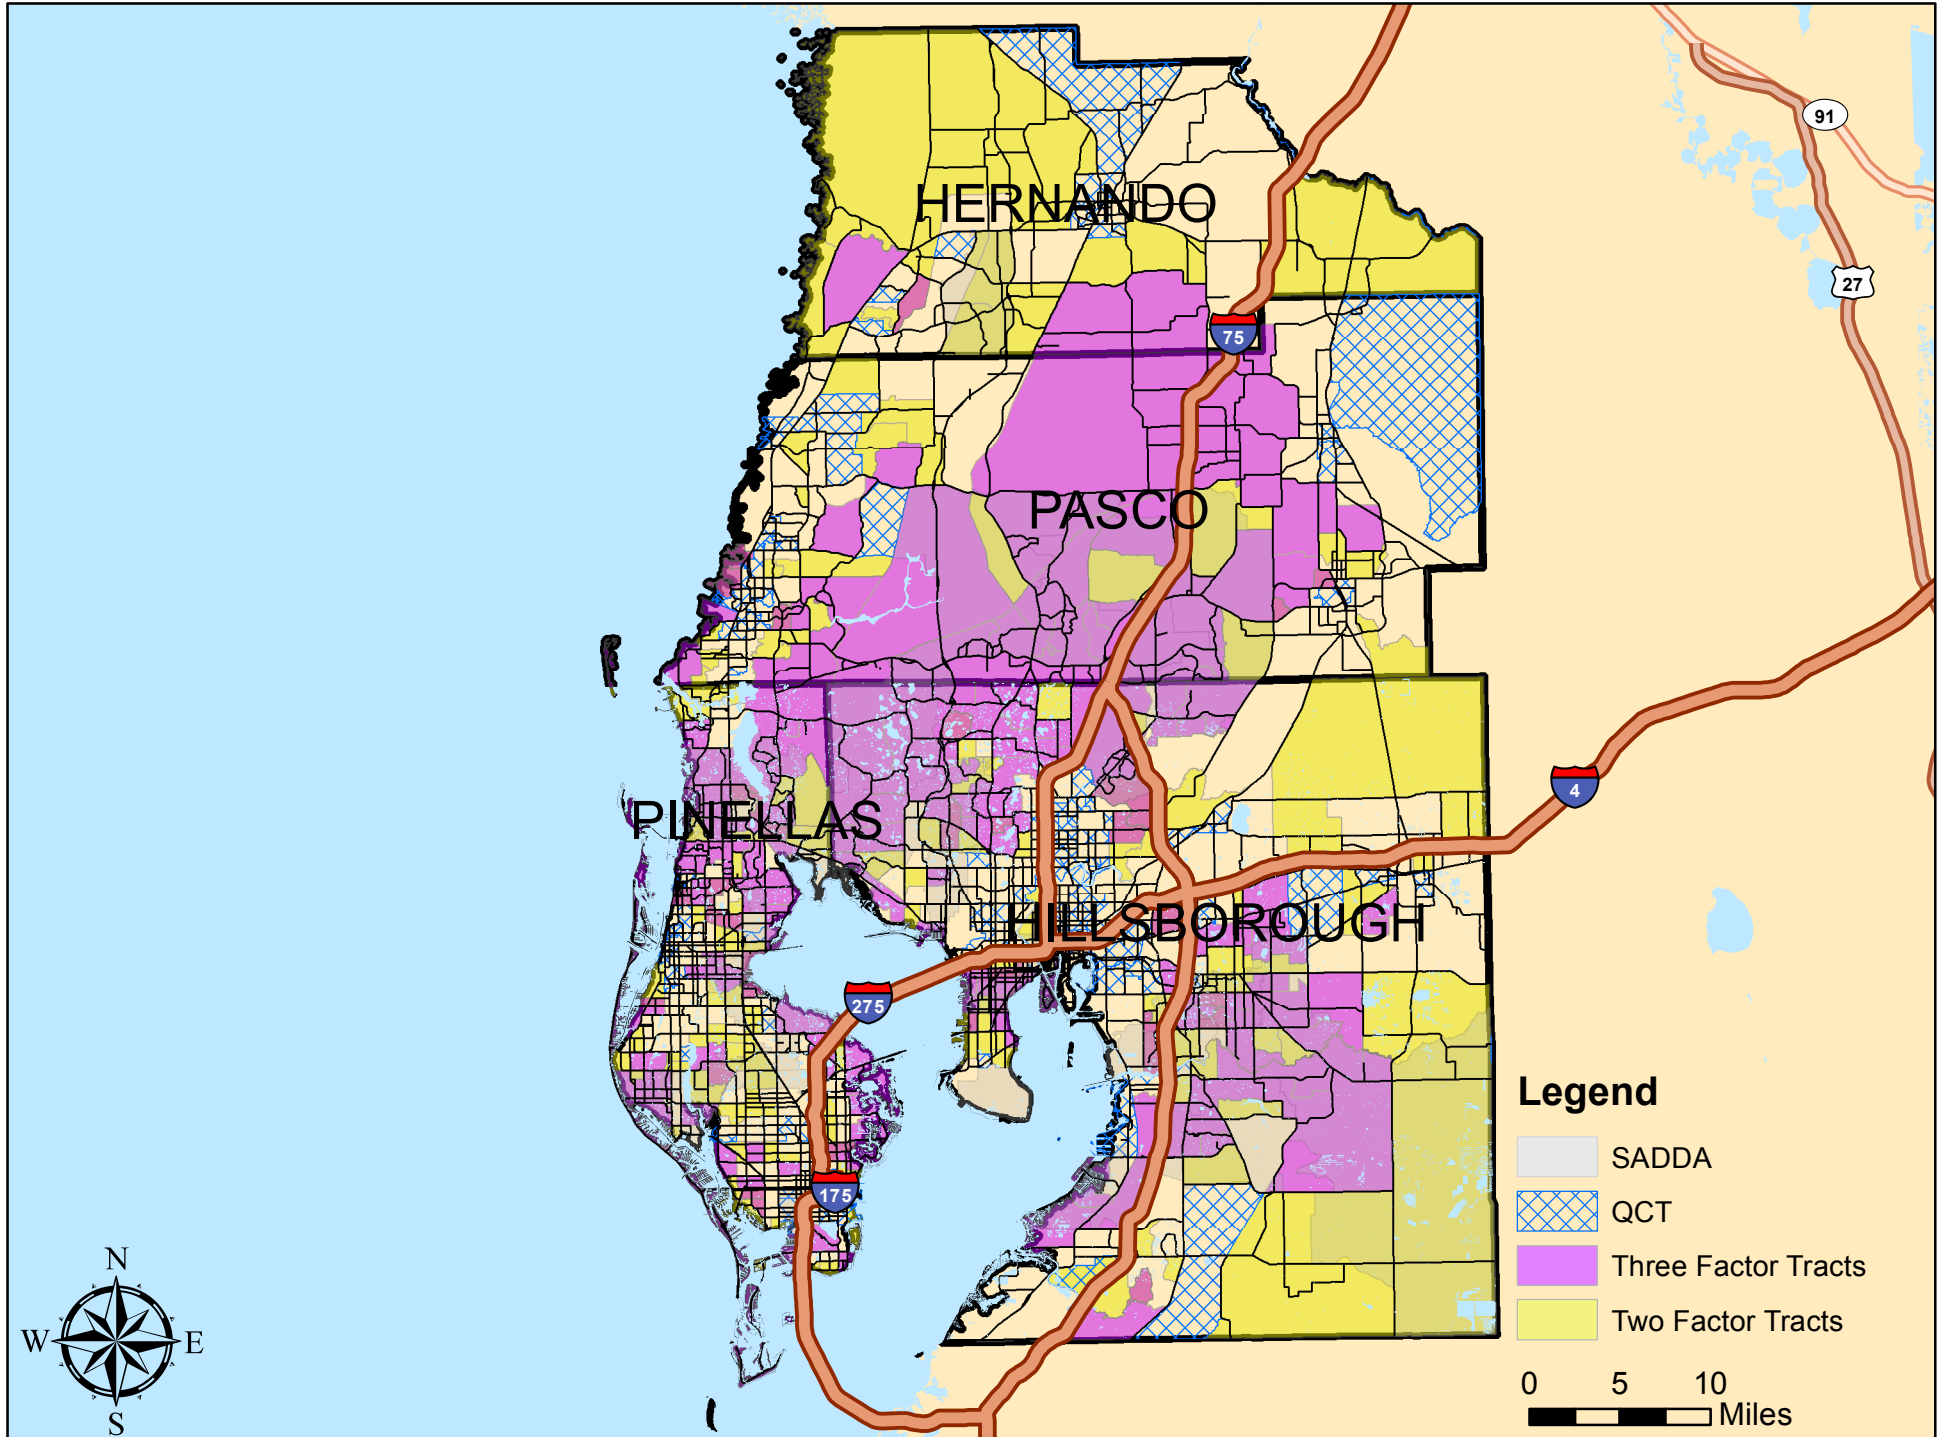 91
HERNANDO
27
75
PASCO
4
PINELLAS
HILLSBOROUGH
275
175
Legend
SADDA
QCT
Three Factor Tracts
Two Factor Tracts
N
W E
S
0 5 10
Miles